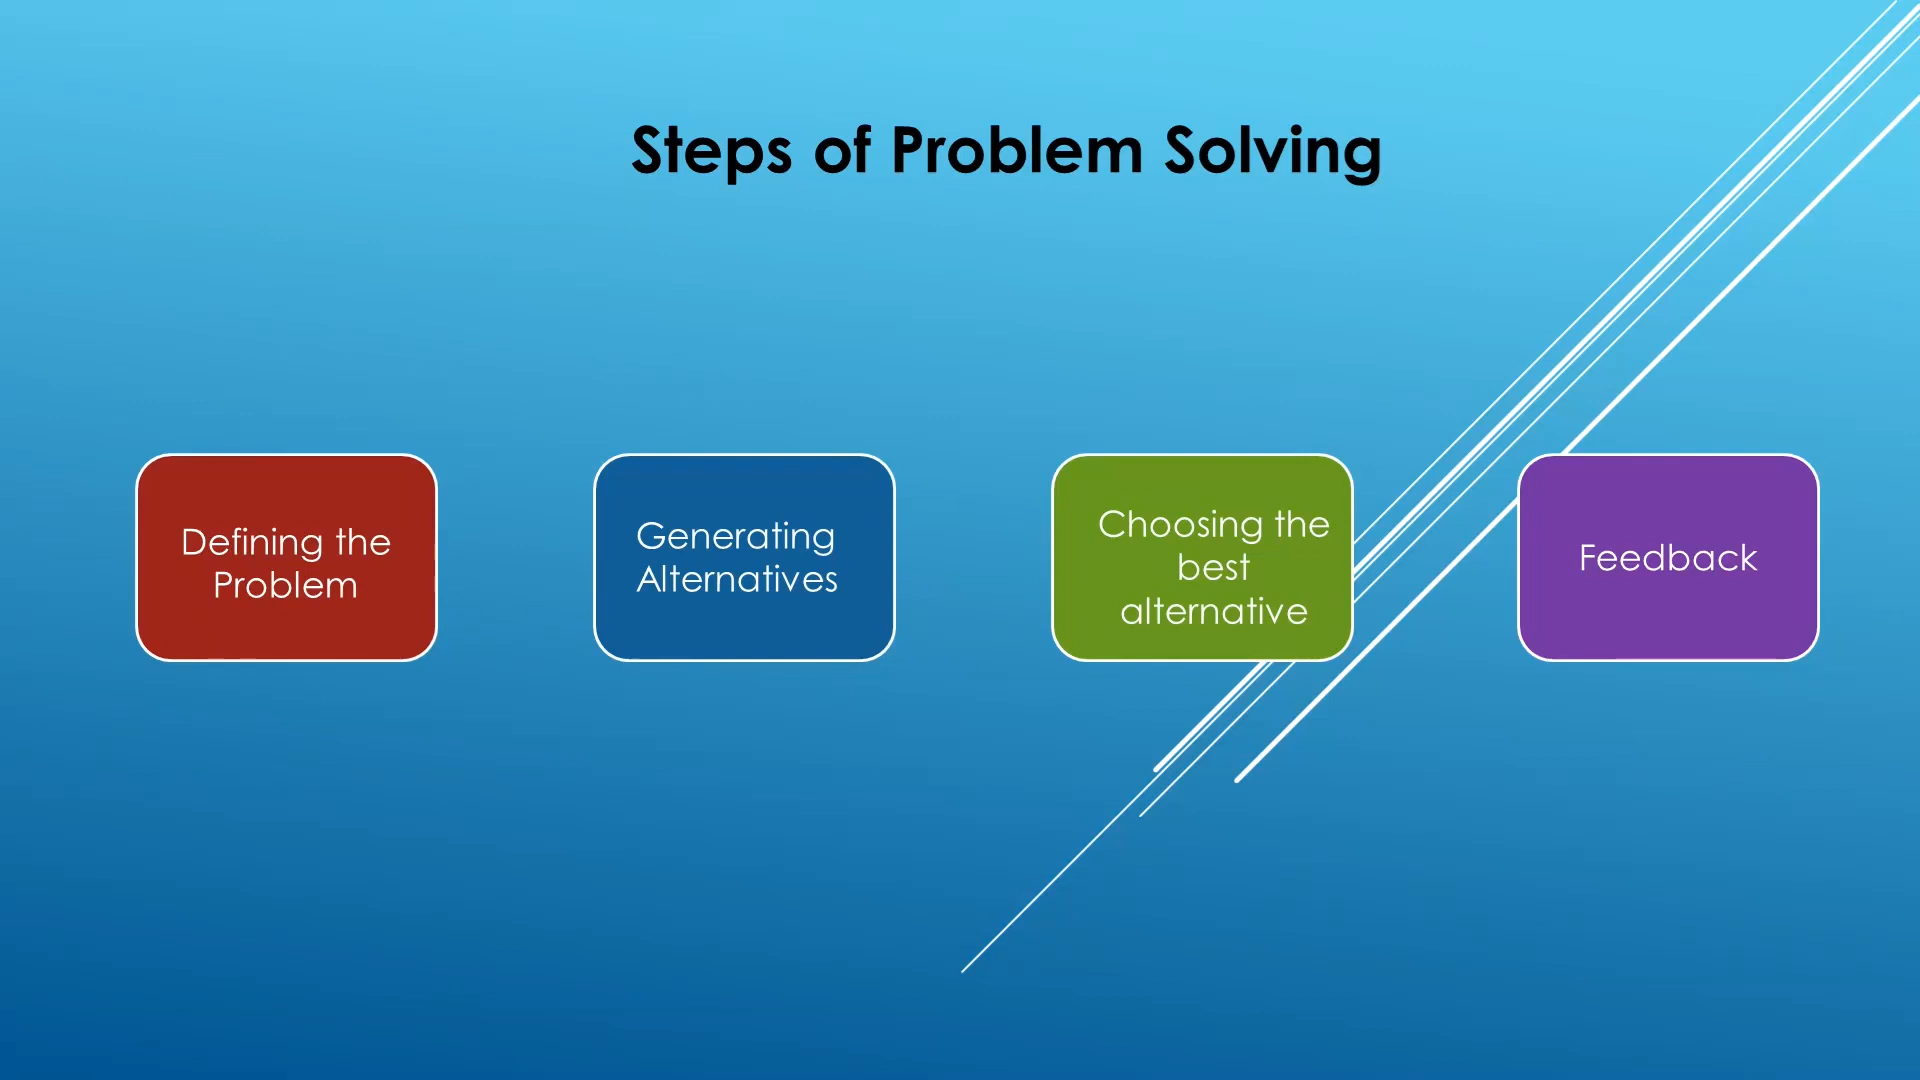 Steps of Problem Solving
Defining the
Problem
Generating
Alternatives
Choosing the
best
alternative
Feedback